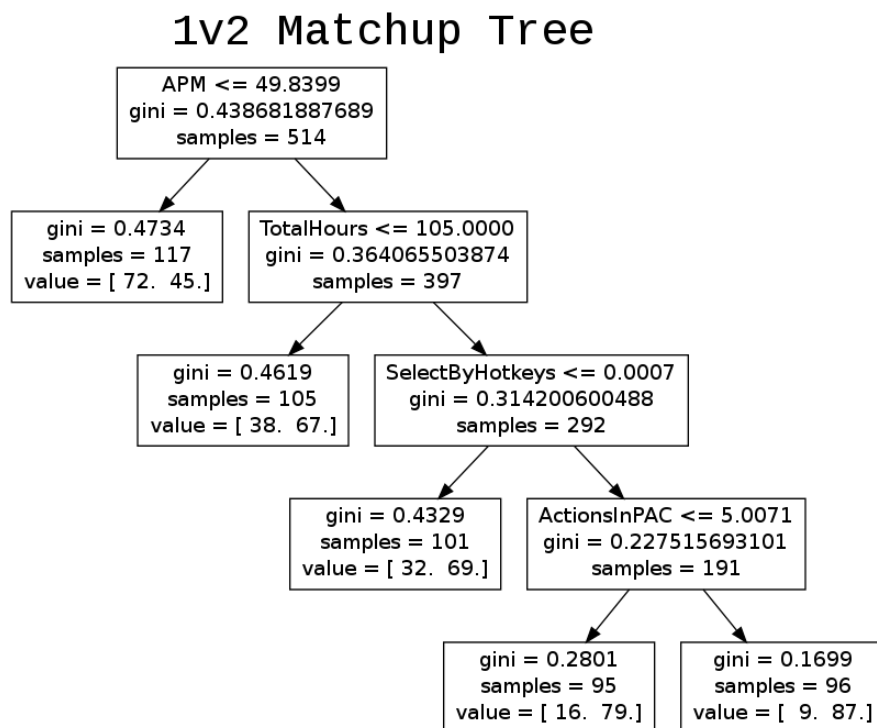 1v2 Matchup Tree
APM <= 49.8399
gini = 0.438681887689
samples = 514
gini = 0.4734
samples = 117
value = [ 72.  45.]
TotalHours <= 105.0000
gini = 0.364065503874
samples = 397
gini = 0.4619
samples = 105
value = [ 38.  67.]
SelectByHotkeys <= 0.0007
gini = 0.314200600488
samples = 292
gini = 0.4329
samples = 101
value = [ 32.  69.]
ActionsInPAC <= 5.0071
gini = 0.227515693101
samples = 191
gini = 0.2801
samples = 95
value = [ 16.  79.]
gini = 0.1699
samples = 96
value = [  9.  87.]